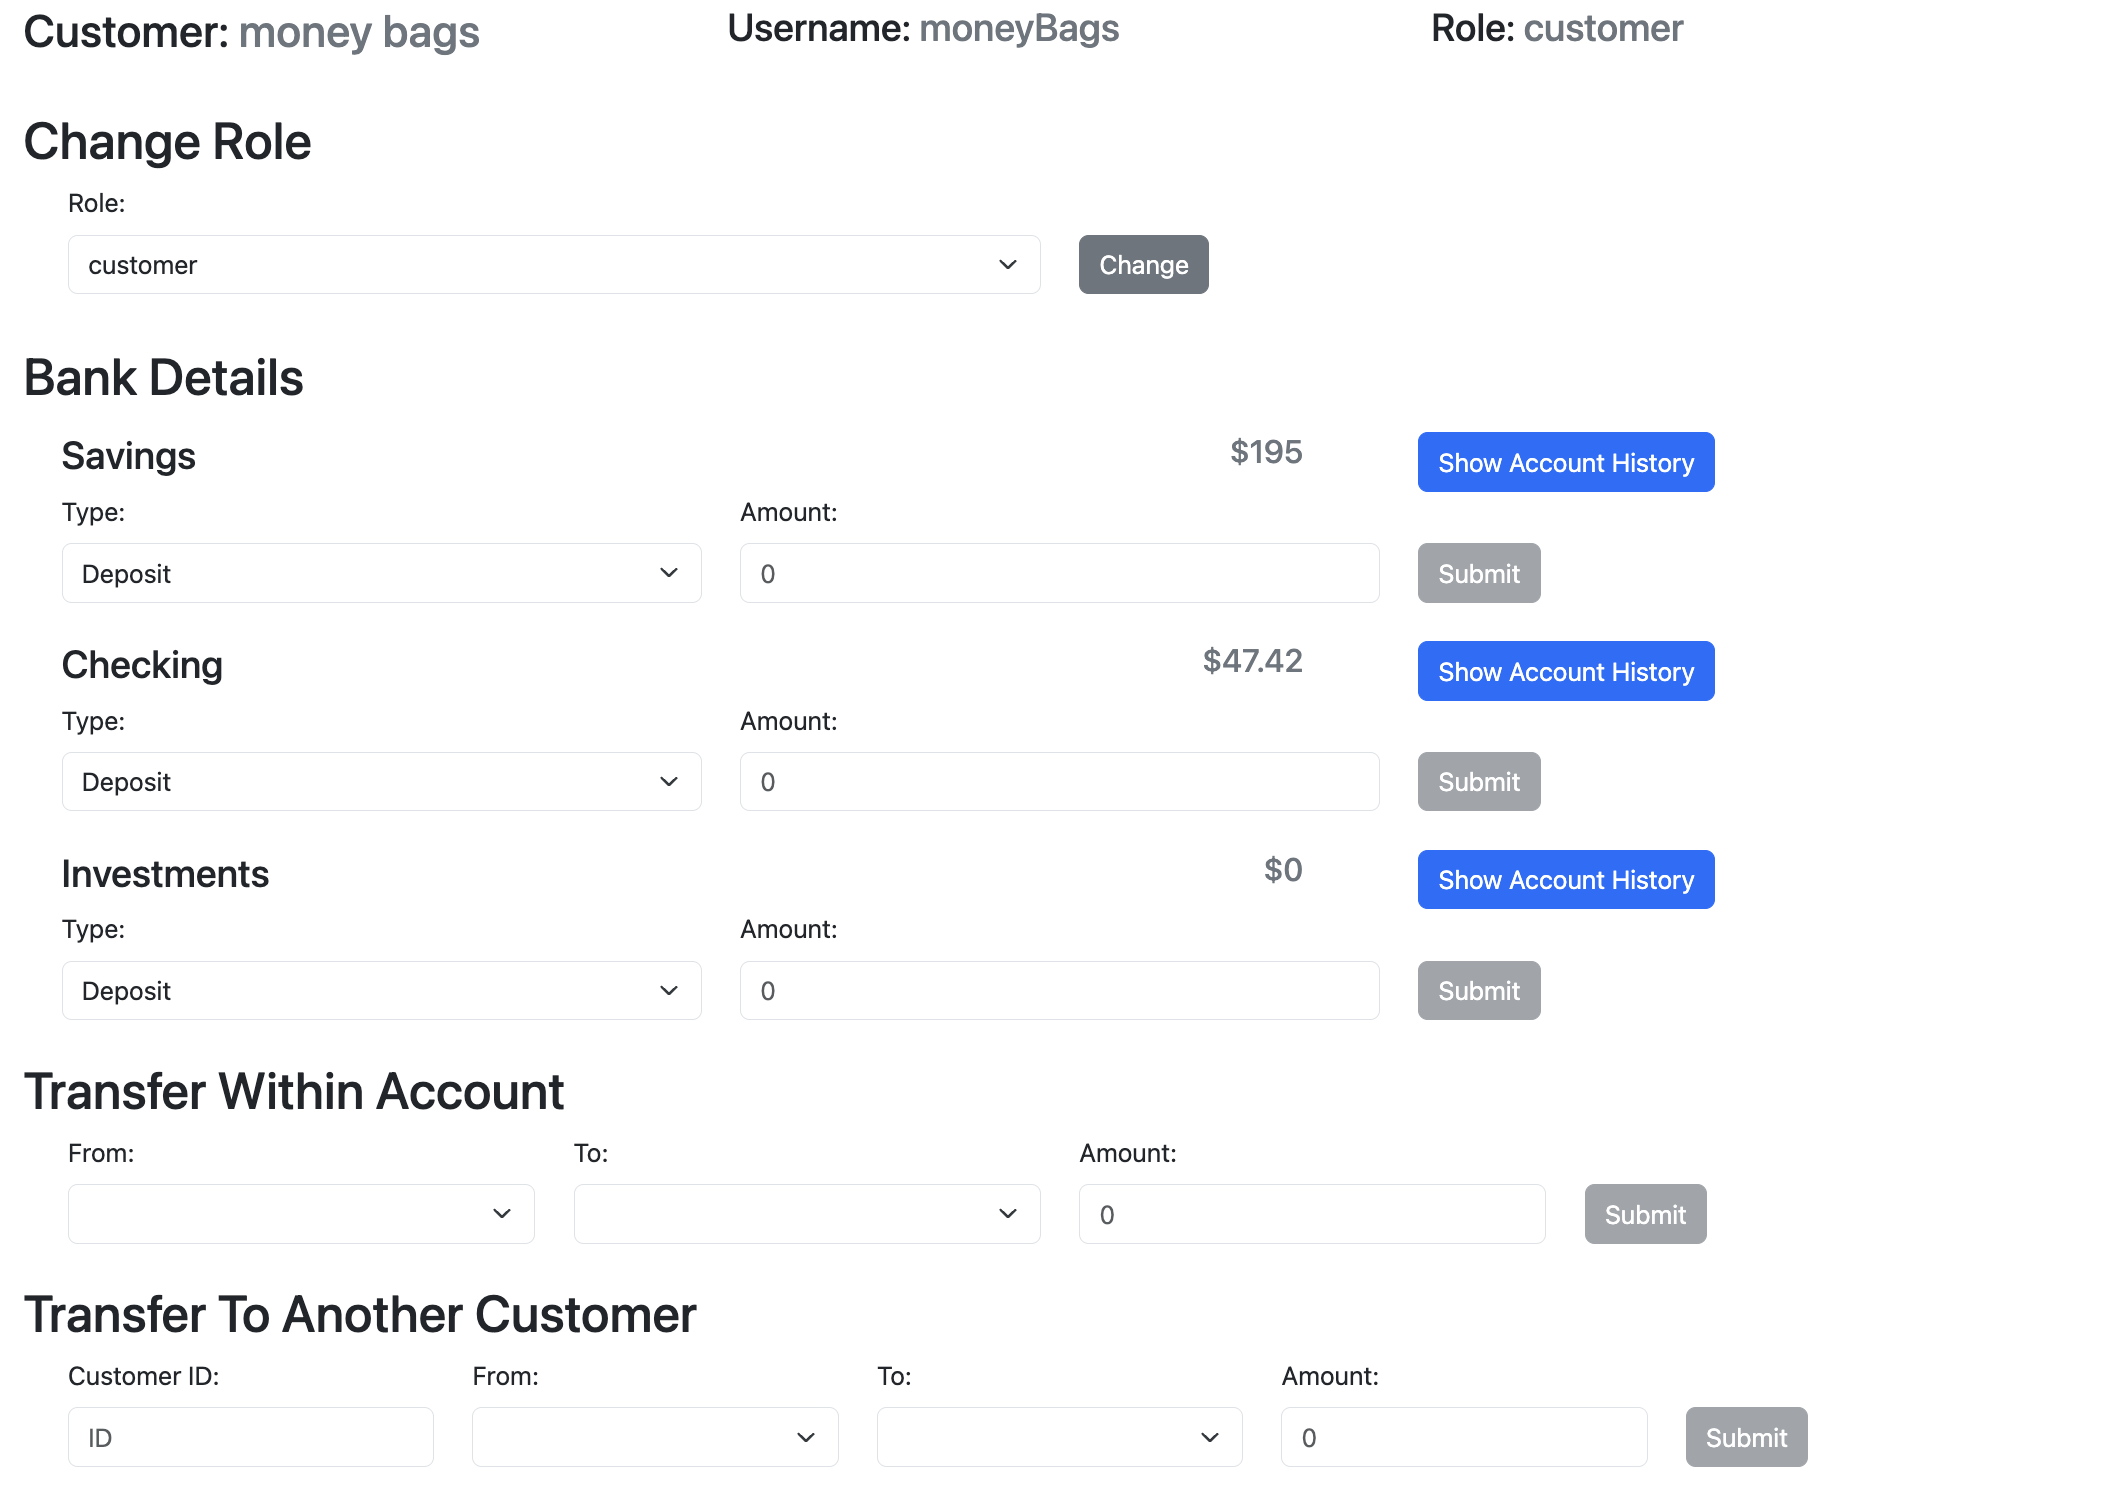 Customer: money bags Username: moneyBags Role: customer
Change Role
Role:
customer Change
Bank Details
Savings $195 Show Account History
Type: Amount:
Deposit 0 Submit
Checking $47.42 Show Account History
Type: Amount:
Deposit 0 Submit
Investments $0 Show Account History
Type: Amount:
Deposit 0 Submit
Transfer Within Account
From: To: Amount:
0 Submit
Transfer To Another Customer
Customer ID: From: To: Amount:
ID 0 Submit